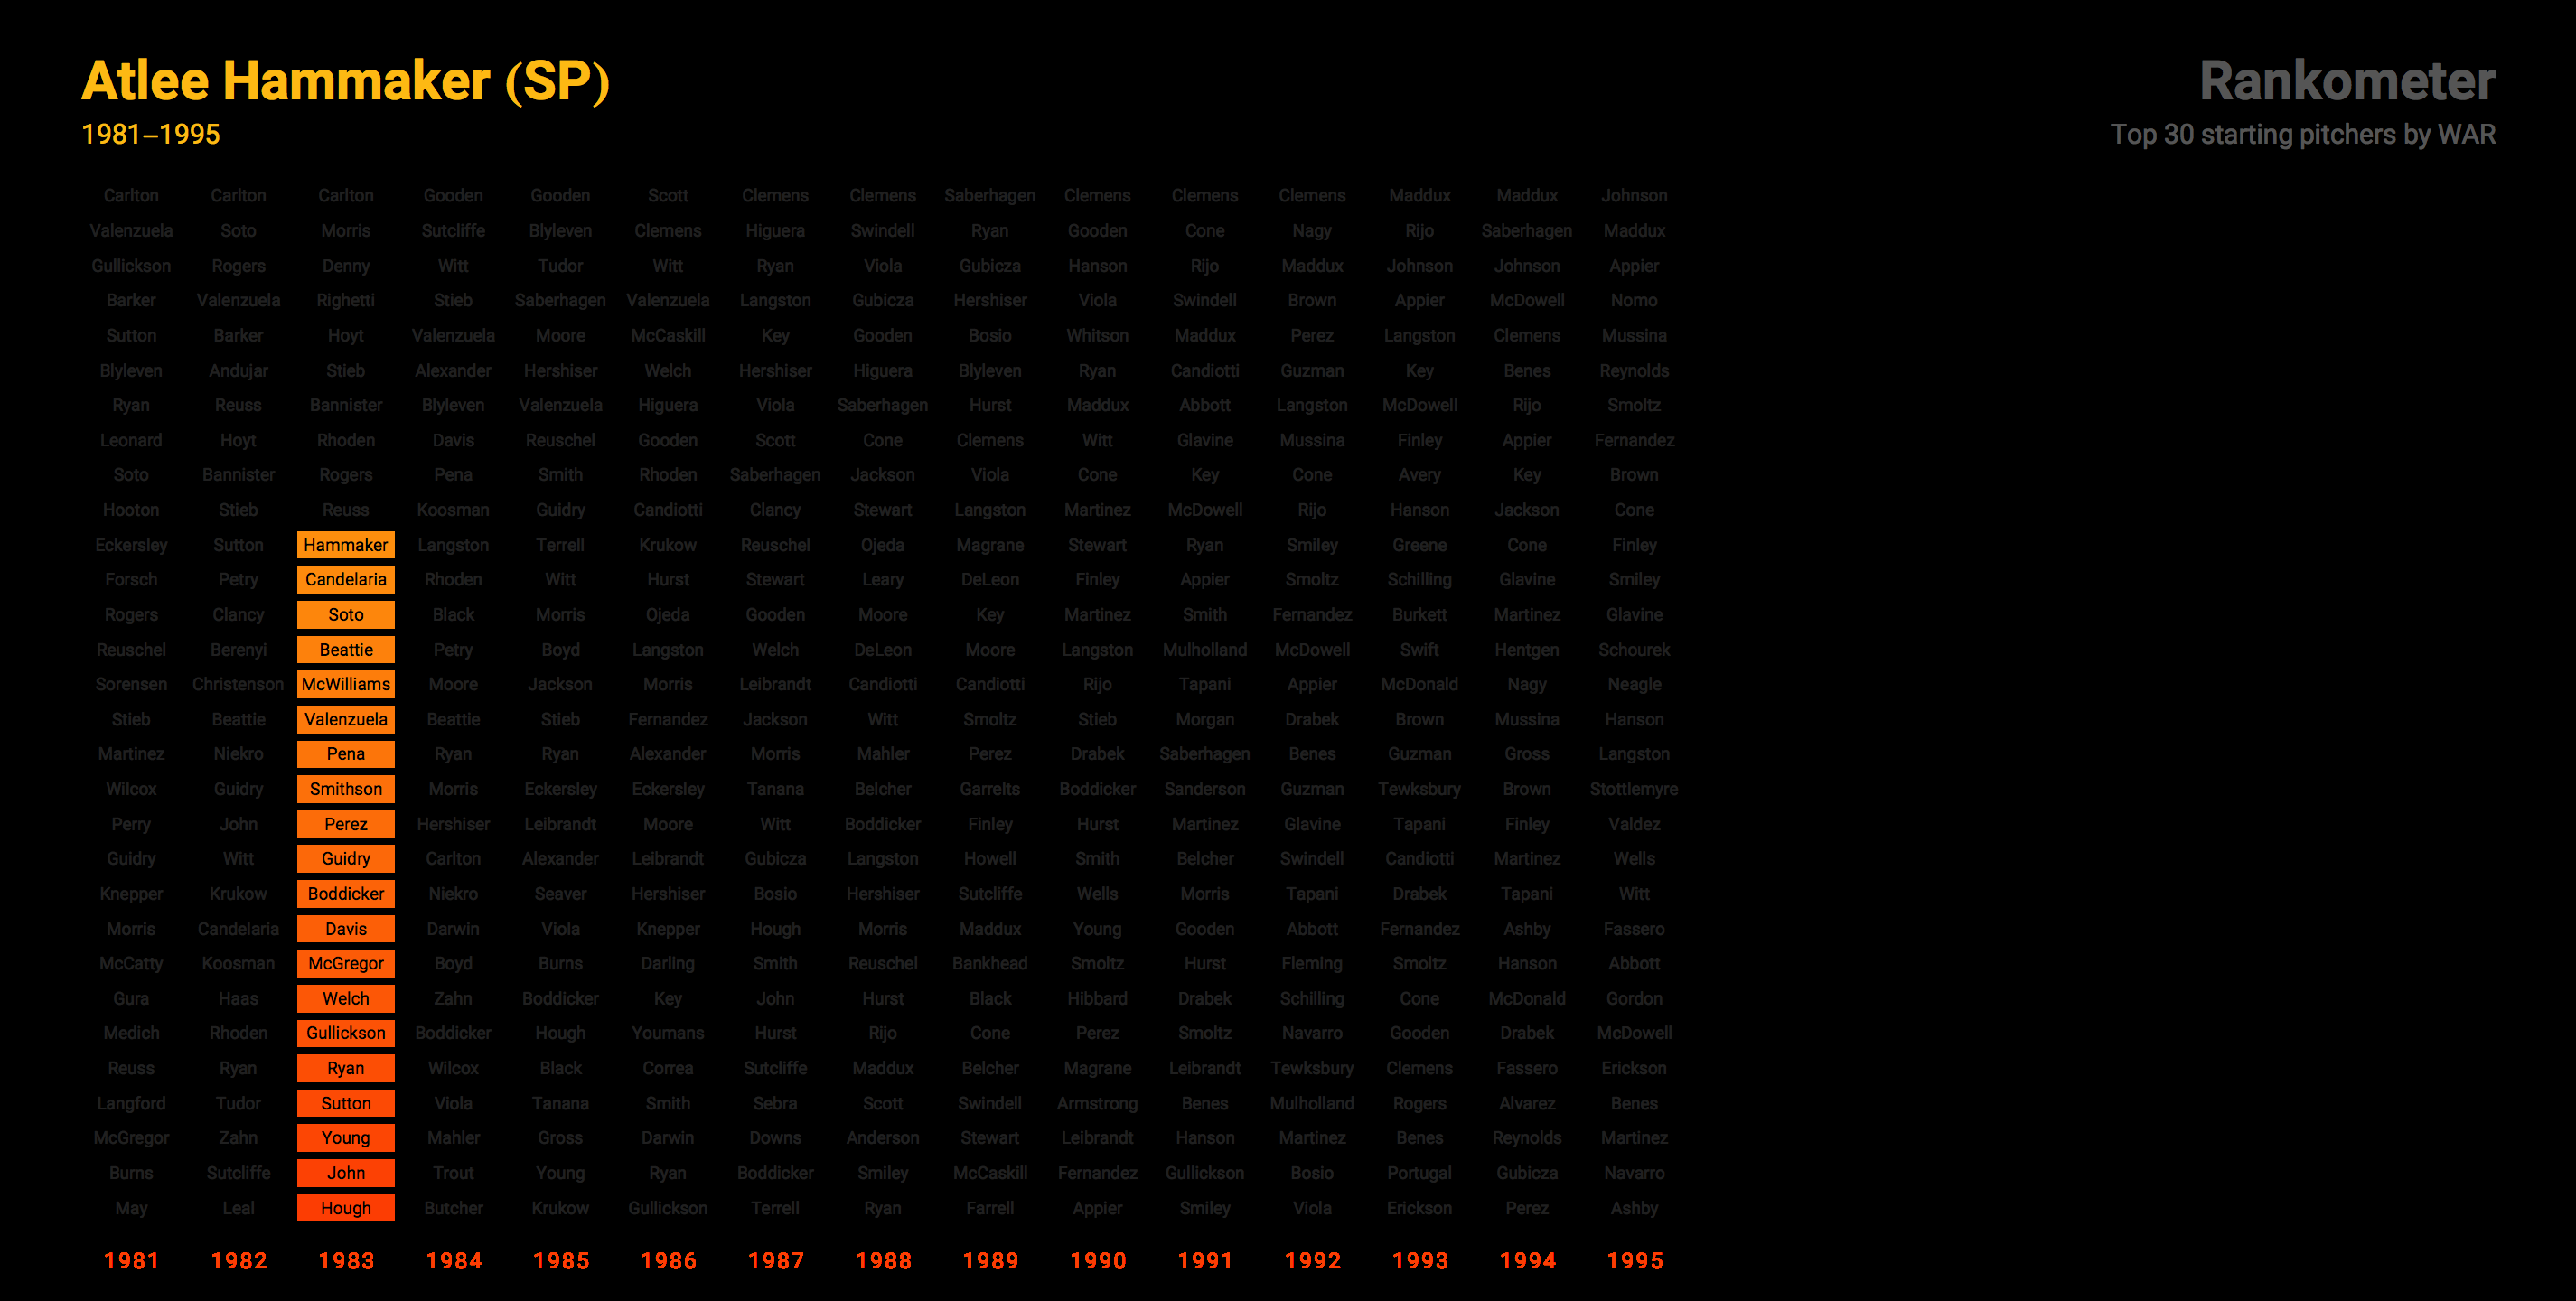 Atlee Hammaker (SP)
Rankometer
1981–1995
Top 30 starting pitchers by WAR
Carlton Carlton Carlton Gooden Gooden Scott Clemens Clemens Saberhagen Clemens Clemens Clemens Maddux Maddux Johnson
Valenzuela Soto Morris Sutcliffe Blyleven Clemens Higuera Swindell Ryan Gooden Cone Nagy Rijo Saberhagen Maddux
Gullickson Rogers Denny Witt Tudor Witt Ryan Viola Gubicza Hanson Rijo Maddux Johnson Johnson Appier
Barker Valenzuela Righetti Stieb Saberhagen Valenzuela Langston Gubicza Hershiser Viola Swindell Brown Appier McDowell Nomo
Sutton Barker Hoyt Valenzuela Moore McCaskill Key Gooden Bosio Whitson Maddux Perez Langston Clemens Mussina
Blyleven Andujar Stieb Alexander Hershiser Welch Hershiser Higuera Blyleven Ryan Candiotti Guzman Key Benes Reynolds
Ryan Reuss Bannister Blyleven Valenzuela Higuera Viola Saberhagen Hurst Maddux Abbott Langston McDowell Rijo Smoltz
Leonard Hoyt Rhoden Davis Reuschel Gooden Scott Cone Clemens Witt Glavine Mussina Finley Appier Fernandez
Soto Bannister Rogers Pena Smith Rhoden Saberhagen Jackson Viola Cone Key Cone Avery Key Brown
Hooton Stieb Reuss Koosman Guidry Candiotti Clancy Stewart Langston Martinez McDowell Rijo Hanson Jackson Cone
Eckersley Sutton Hammaker Langston Terrell Krukow Reuschel Ojeda Magrane Stewart Ryan Smiley Greene Cone Finley
Forsch Petry Candelaria Rhoden Witt Hurst Stewart Leary DeLeon Finley Appier Smoltz Schilling Glavine Smiley
Rogers Clancy Soto Black Morris Ojeda Gooden Moore Key Martinez Smith Fernandez Burkett Martinez Glavine
Reuschel Berenyi Beattie Petry Boyd Langston Welch DeLeon Moore Langston Mulholland McDowell Swift Hentgen Schourek
Sorensen Christenson McWilliams Moore Jackson Morris Leibrandt Candiotti Candiotti Rijo Tapani Appier McDonald Nagy Neagle
Stieb Beattie Valenzuela Beattie Stieb Fernandez Jackson Witt Smoltz Stieb Morgan Drabek Brown Mussina Hanson
Martinez Niekro Pena Ryan Ryan Alexander Morris Mahler Perez Drabek Saberhagen Benes Guzman Gross Langston
Wilcox Guidry Smithson Morris Eckersley Eckersley Tanana Belcher Garrelts Boddicker Sanderson Guzman Tewksbury Brown Stottlemyre
Perry John Perez Hershiser Leibrandt Moore Witt Boddicker Finley Hurst Martinez Glavine Tapani Finley Valdez
Guidry Witt Guidry Carlton Alexander Leibrandt Gubicza Langston Howell Smith Belcher Swindell Candiotti Martinez Wells
Knepper Krukow Boddicker Niekro Seaver Hershiser Bosio Hershiser Sutcliffe Wells Morris Tapani Drabek Tapani Witt
Morris Candelaria Davis Darwin Viola Knepper Hough Morris Maddux Young Gooden Abbott Fernandez Ashby Fassero
McCatty Koosman McGregor Boyd Burns Darling Smith Reuschel Bankhead Smoltz Hurst Fleming Smoltz Hanson Abbott
Gura Haas Welch Zahn Boddicker Key John Hurst Black Hibbard Drabek Schilling Cone McDonald Gordon
Medich Rhoden Gullickson Boddicker Hough Youmans Hurst Rijo Cone Perez Smoltz Navarro Gooden Drabek McDowell
Reuss Ryan Ryan Wilcox Black Correa Sutcliffe Maddux Belcher Magrane Leibrandt Tewksbury Clemens Fassero Erickson
Langford Tudor Sutton Viola Tanana Smith Sebra Scott Swindell Armstrong Benes Mulholland Rogers Alvarez Benes
McGregor Zahn Young Mahler Gross Darwin Downs Anderson Stewart Leibrandt Hanson Martinez Benes Reynolds Martinez
Burns Sutcliffe John Trout Young Ryan Boddicker Smiley McCaskill Fernandez Gullickson Bosio Portugal Gubicza Navarro
May Leal Hough Butcher Krukow Gullickson Terrell Ryan Farrell Appier Smiley Viola Erickson Perez Ashby
1981 1982 1983 1984 1985 1986 1987 1988 1989 1990 1991 1992 1993 1994 1995